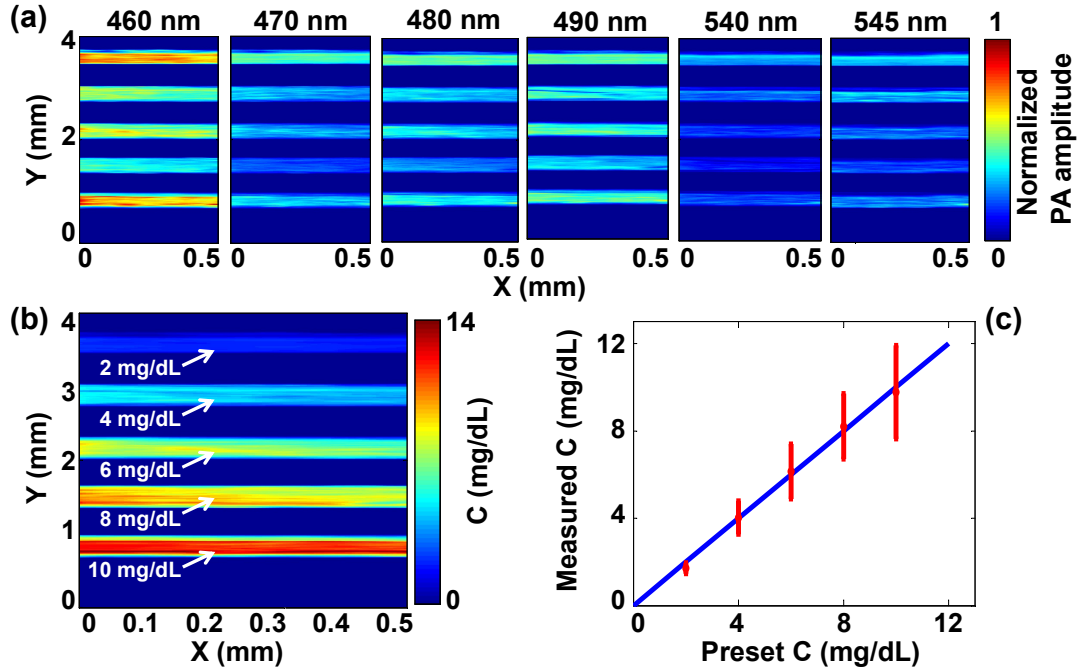 (a)
460 nm 470 nm 480 nm 490 nm 540 nm 545 nm
4
2
0
Y (mm)
0 0.5 0 0.5 0 0.5 0 0.5 0 0.5 0 0.5
X (mm)
1
0
Normalized
PA amplitude
(b)
4
3
2
1
0
Y (mm)
2 mg/dL
4 mg/dL
6 mg/dL
8 mg/dL
10 mg/dL
0 0.1 0.2 0.3 0.4 0.5
X (mm)
14
0
C (mg/dL)
(c)
12
8
4
0
Measured C (mg/dL)
0 4 8 12
Preset C (mg/dL)